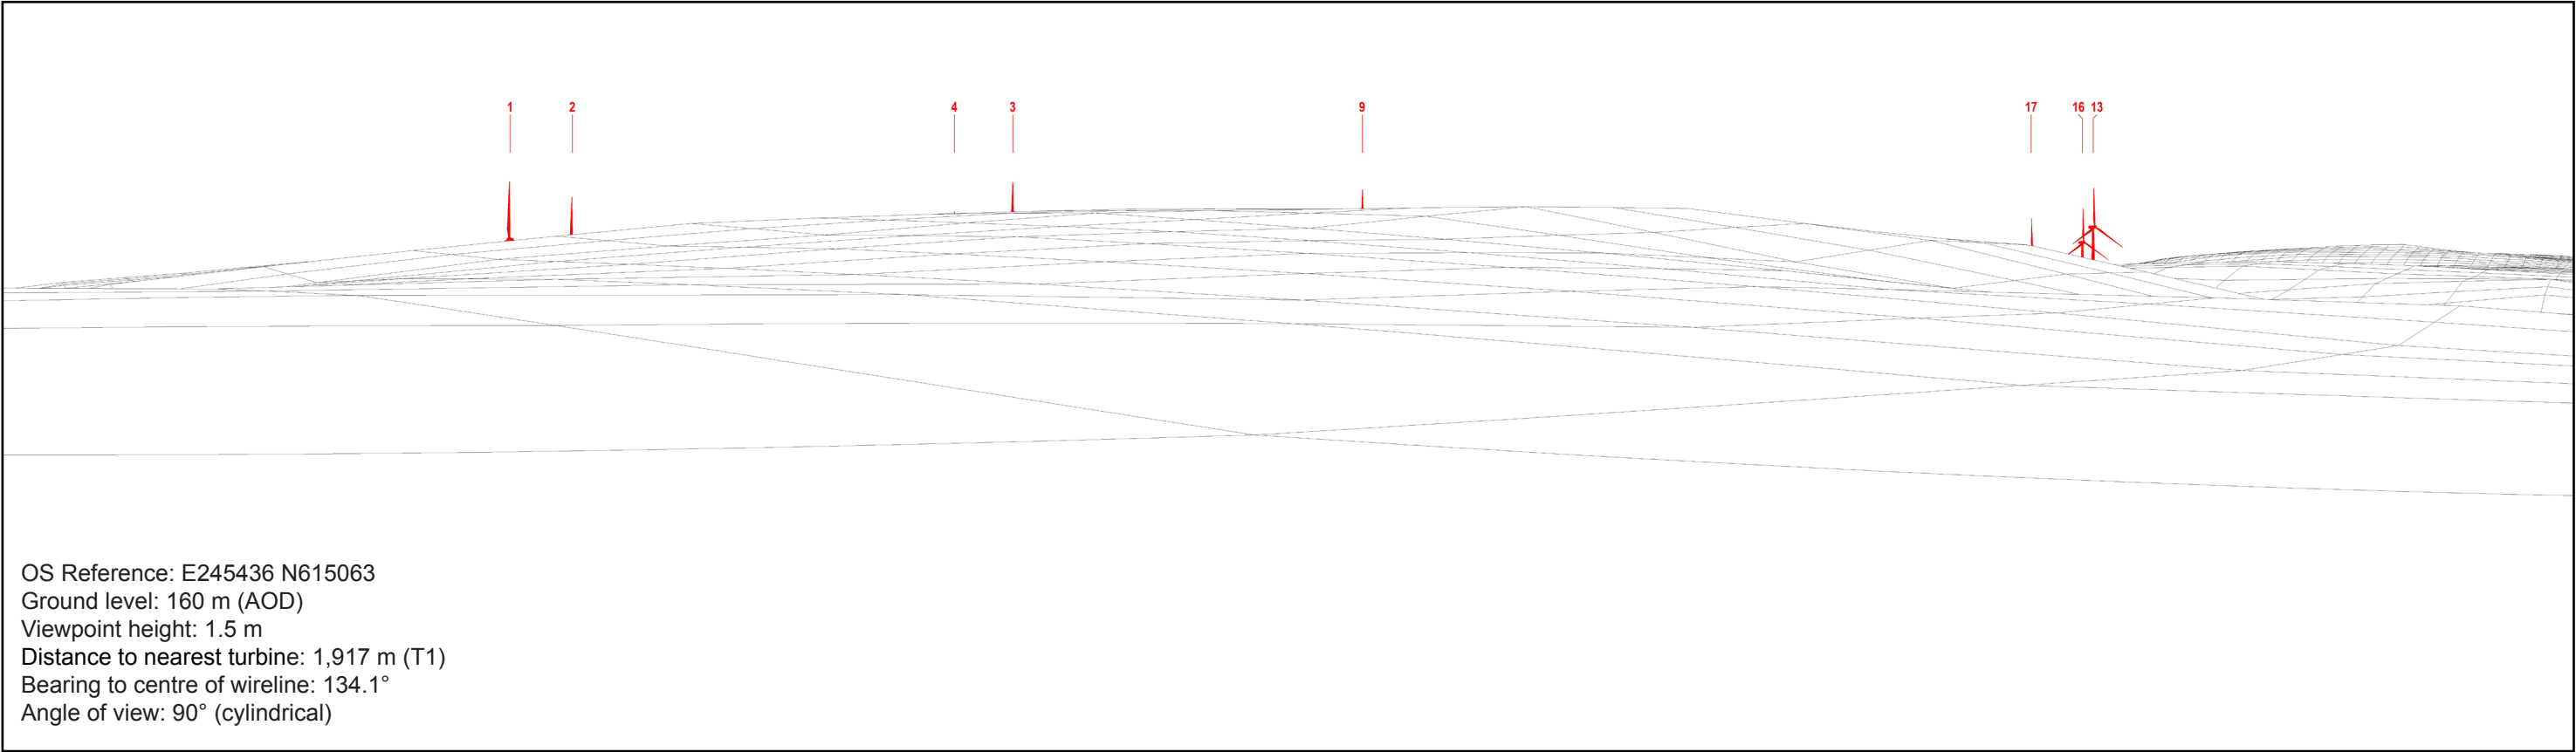 1 2 4 3 9 17 16 13
OS Reference: E245436 N615063
Ground level: 160 m (AOD)
Viewpoint height: 1.5 m
Distance to nearest turbine: 1,917 m (T1)
Bearing to centre of wireline: 134.1°
Angle of view: 90° (cylindrical)